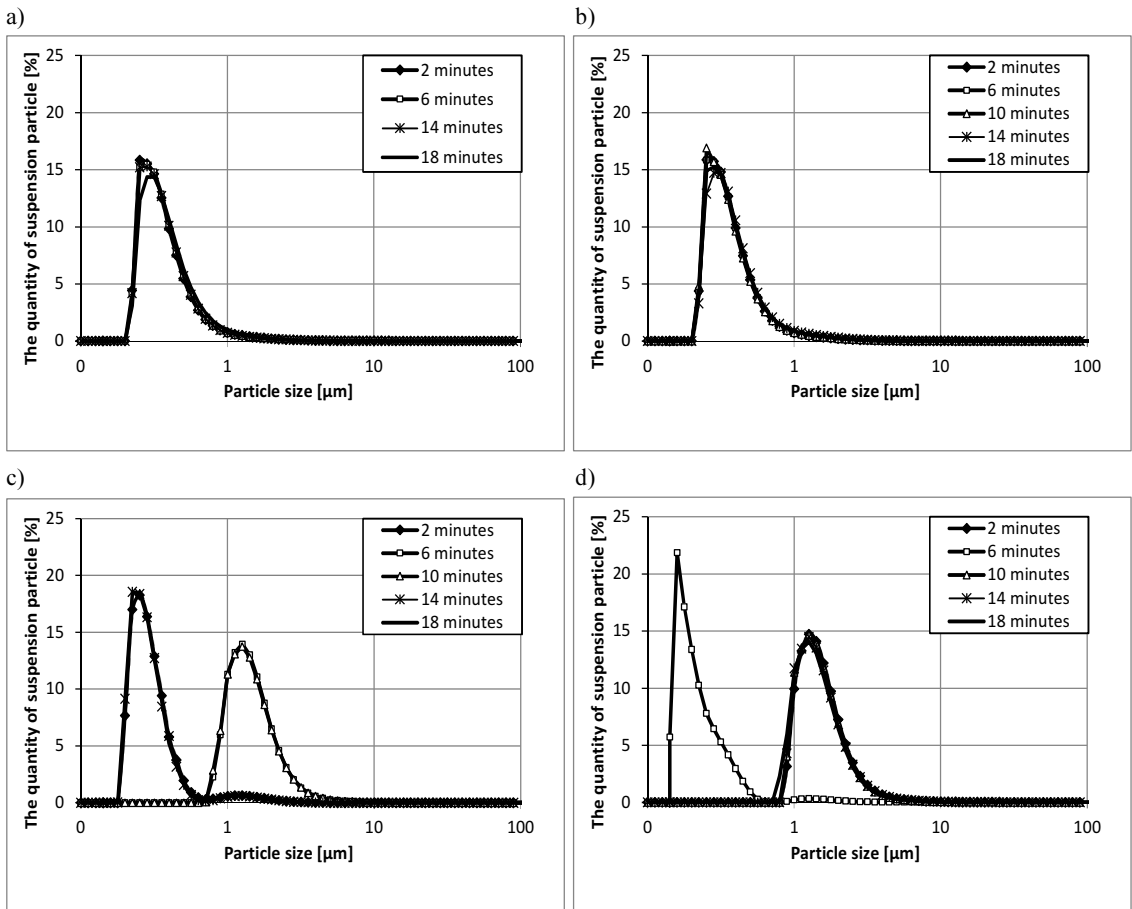 a)
The quantity of suspension particle [%]
25
20
15
10
5
0
2 minutes
6 minutes
14 minutes
18 minutes
0 1 10 100
Particle size [µm]
b)
The quantity of suspension particle [%]
25
20
15
10
5
0
2 minutes
6 minutes
10 minutes
14 minutes
18 minutes
0 1 10 100
Particle size [µm]
c)
The quantity of suspension particle [%]
25
20
15
10
5
0
2 minutes
6 minutes
10 minutes
14 minutes
18 minutes
0 1 10 100
Particle size [µm]
d)
The quantity of suspension particle [%]
25
20
15
10
5
0
2 minutes
6 minutes
10 minutes
14 minutes
18 minutes
0 1 10 100
Particle size [µm]